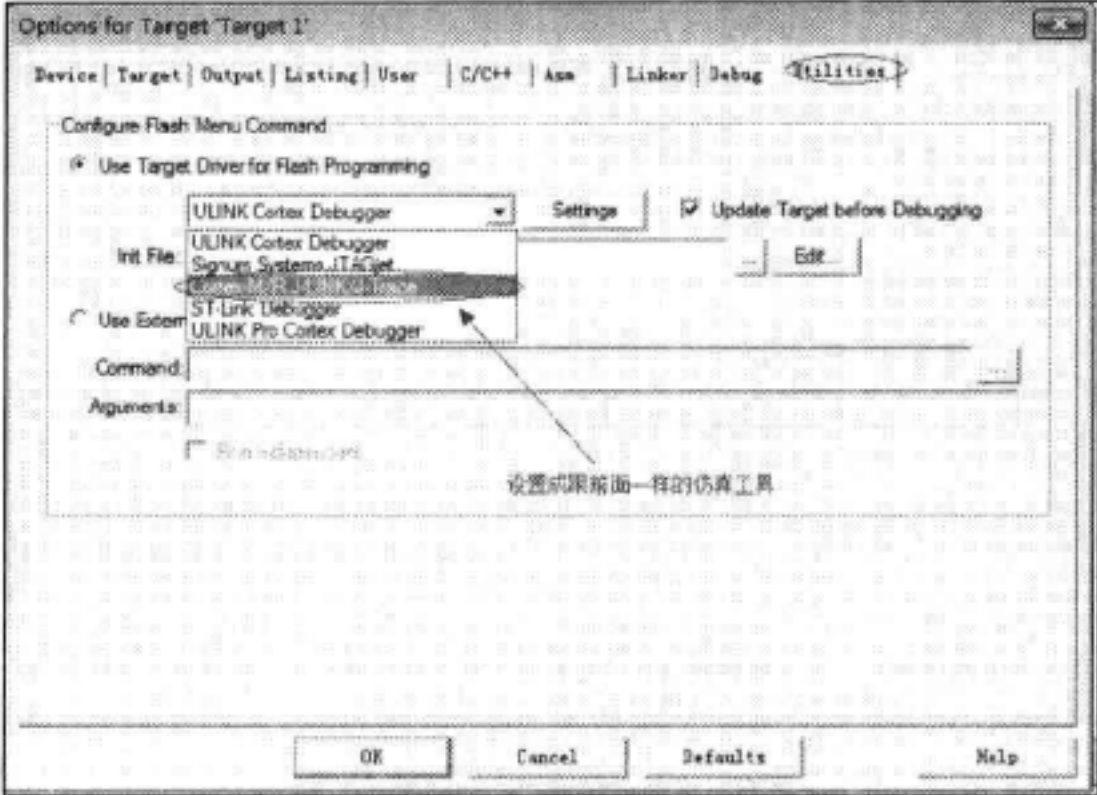 Options for Target 'Target 1'
Device Target Output Listing User C/C++ Asm Linker Debug Utilities
Configure Flash Menu Command
Use Target Driver for Flash Programming
ULINK Cortex Debugger Settings Update Target before Debugging
ULINK Cortex Debugger
Init File: ... Edit...
Signum Systems JTAGjet
ST-Link Debugger
Use Extern
ULINK Pro Cortex Debugger
Command:
...
Arguments:
设置成跟前面一样的仿真工具
OK Cancel Defaults Help